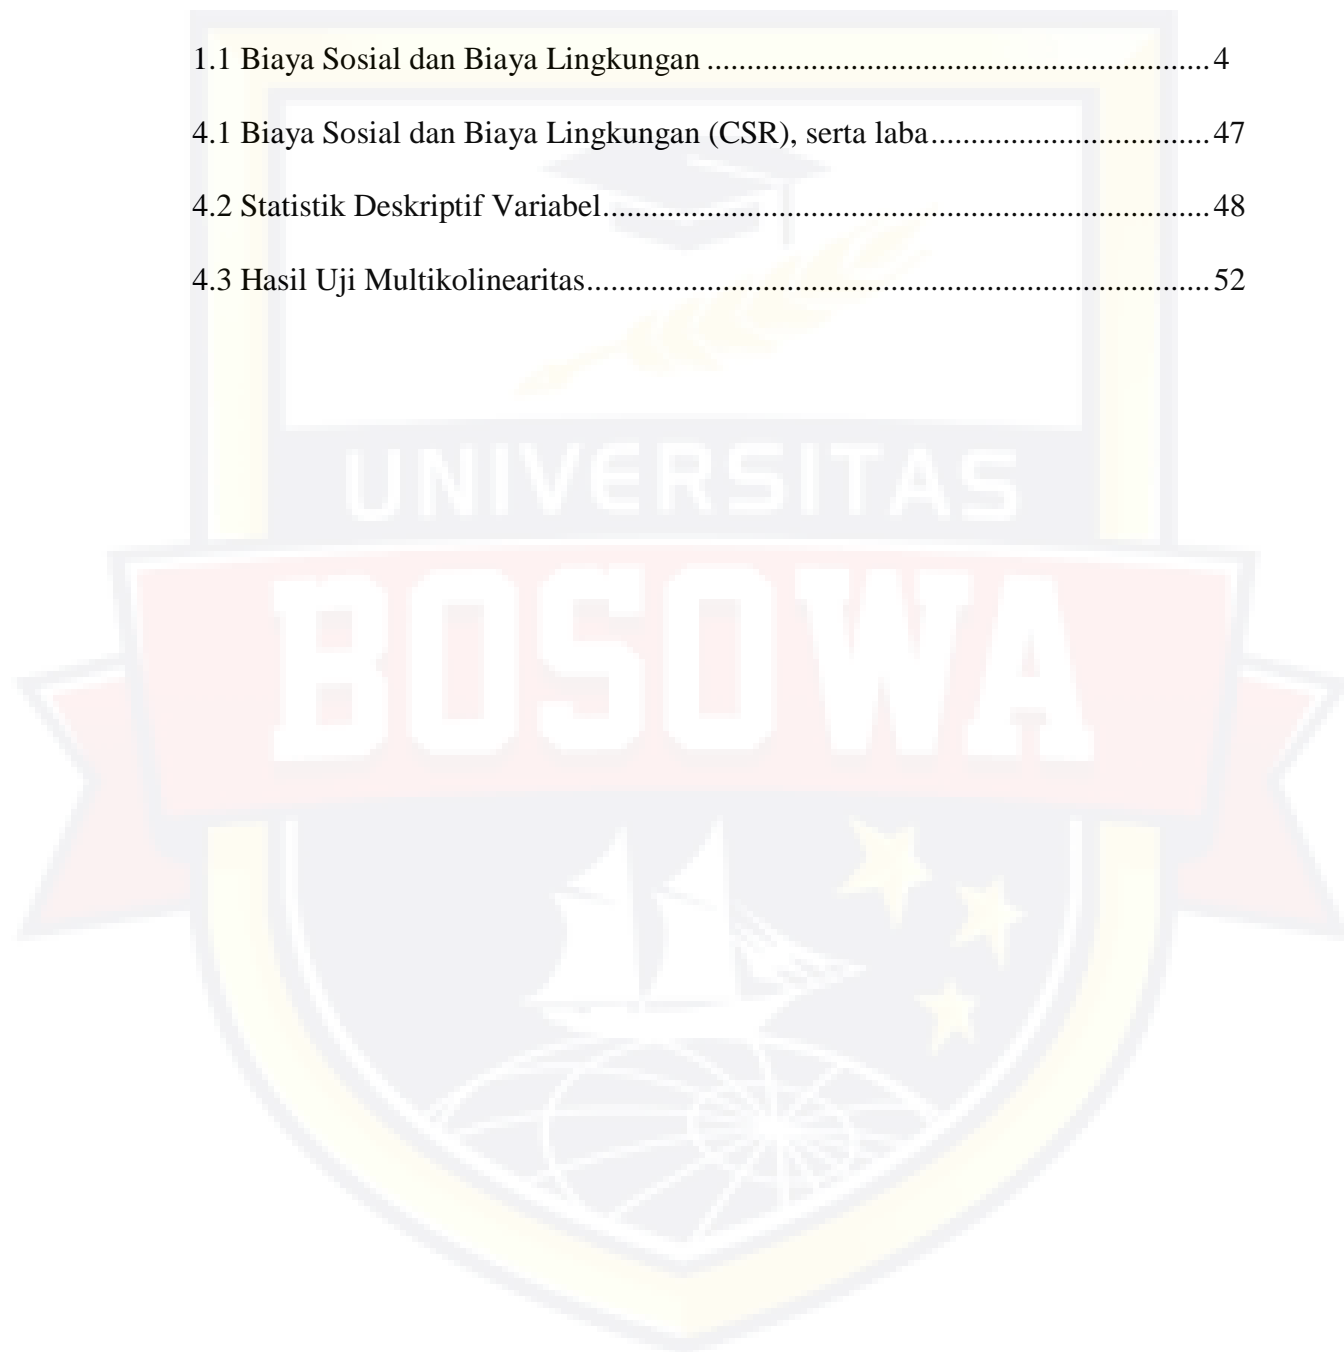 1.1 Biaya Sosial dan Biaya Lingkungan ............................................................... 4
4.1 Biaya Sosial dan Biaya Lingkungan (CSR), serta laba ................................... 47
4.2 Statistik Deskriptif Variabel ............................................................................ 48
4.3 Hasil Uji Multikolinearitas .............................................................................. 52
UNIVERSITAS
BOSOWA